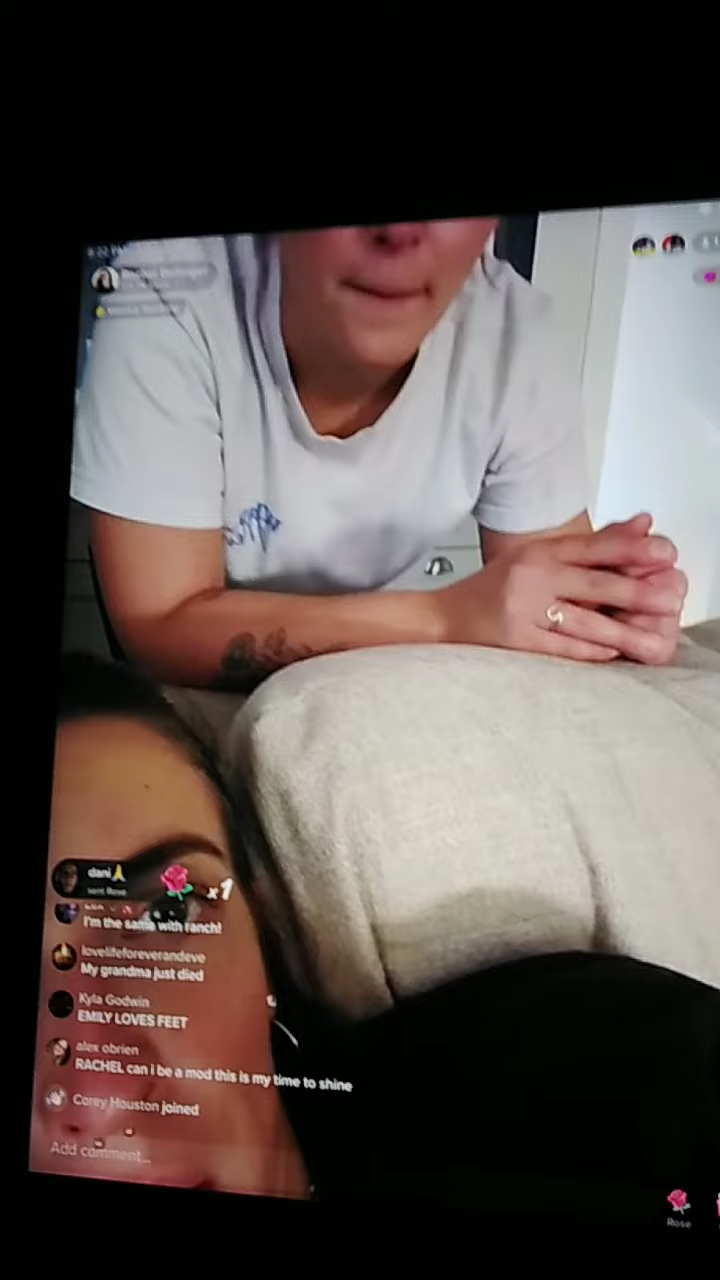 dani🙏
sent Rose
x1
I'm the same with ranch!
lovelifeforeverandeve
My grandma just died
Kyla Godwin
EMILY LOVES FEET
alex obrien
RACHEL can i be a mod this is my time to shine
Corey Houston joined
Add comment...
Rose